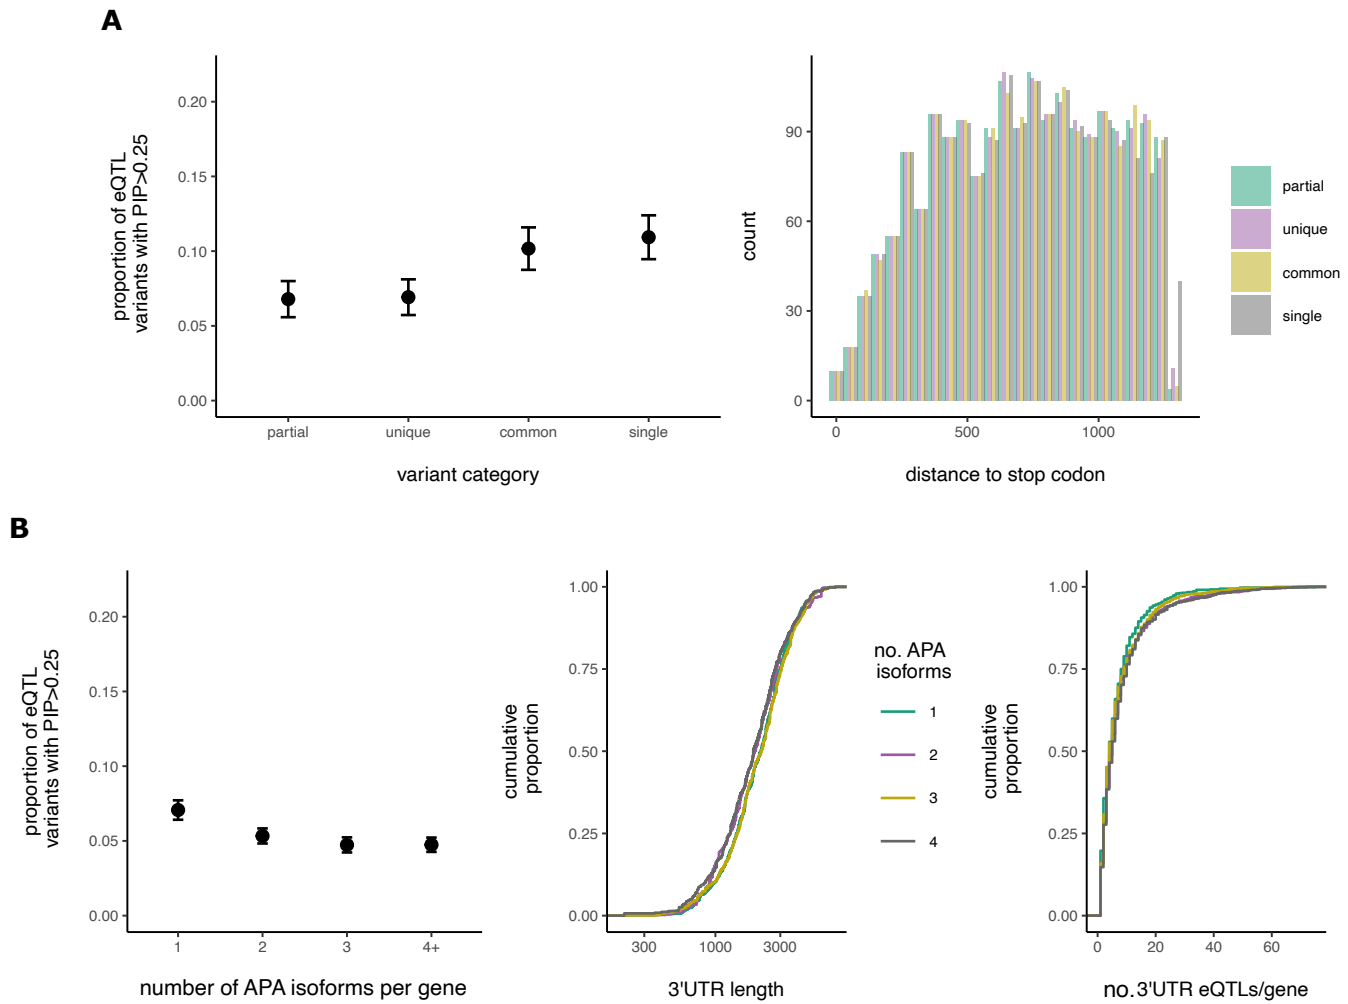 A
proportion of eQTL
variants with PIP>0.25
0.20
0.15
0.10
0.05
0.00
partial unique common single
variant category
count
90
60
30
0
0 500 1000
distance to stop codon
partial
unique
common
single
B
proportion of eQTL
variants with PIP>0.25
0.20
0.15
0.10
0.05
0.00
1 2 3 4+
number of APA isoforms per gene
cumulative
proportion
1.00
0.75
0.50
0.25
0.00
300 1000 3000
3'UTR length
no. APA
isoforms
1
2
3
4
cumulative
proportion
1.00
0.75
0.50
0.25
0.00
0 20 40 60
no.3'UTR eQTLs/gene